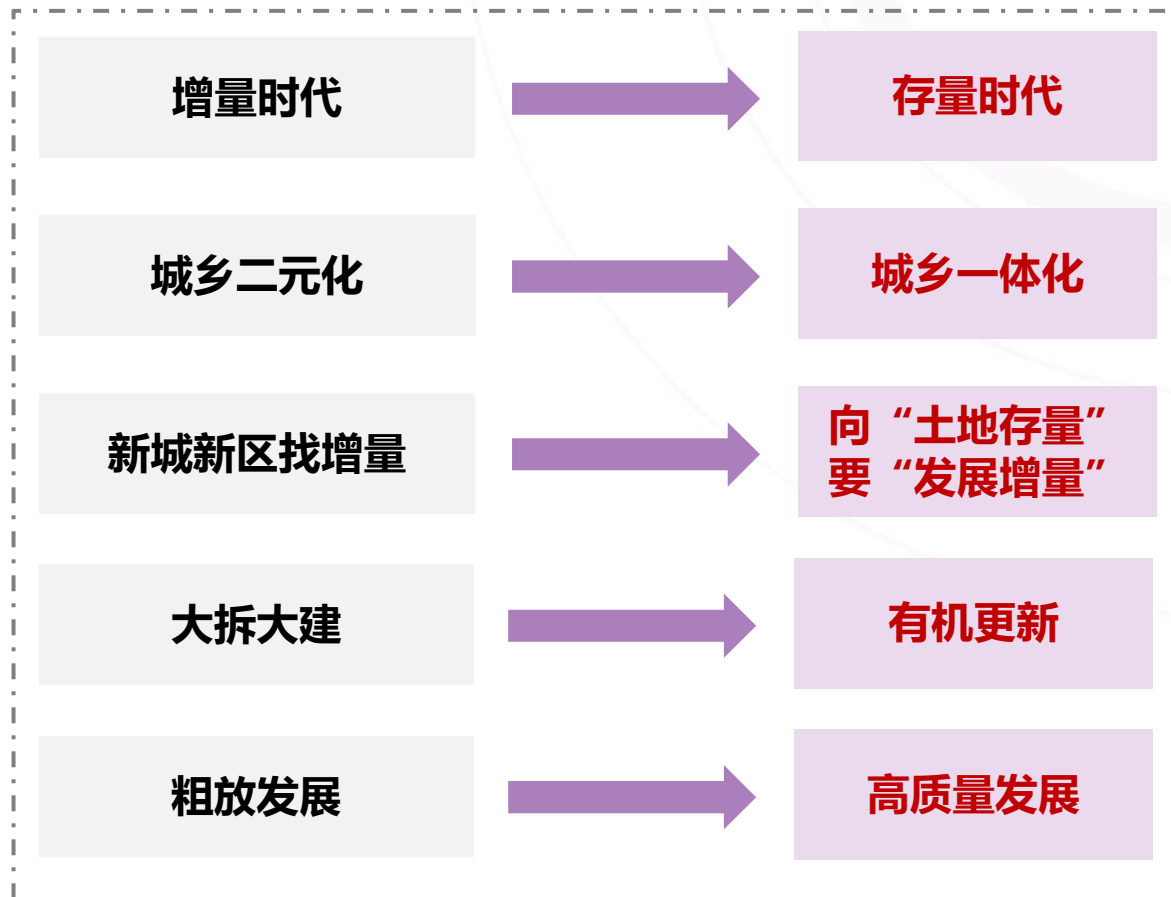 增量时代
存量时代
城乡二元化
城乡一体化
新城新区找增量
向“土地存量”
要“发展增量”
大拆大建
有机更新
粗放发展
高质量发展